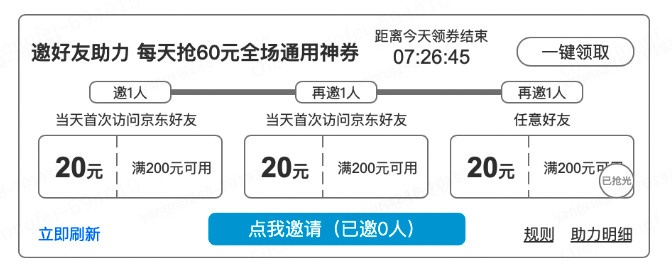 邀好友助力 每天抢60元全场通用神券
距离今天领券结束
07:26:45
一键领取
邀1人
再邀1人
再邀1人
当天首次访问京东好友
当天首次访问京东好友
任意好友
20元
满200元可用
20元
满200元可用
20元
满200元可用
已抢光
立即刷新
点我邀请（已邀0人）
规则
助力明细